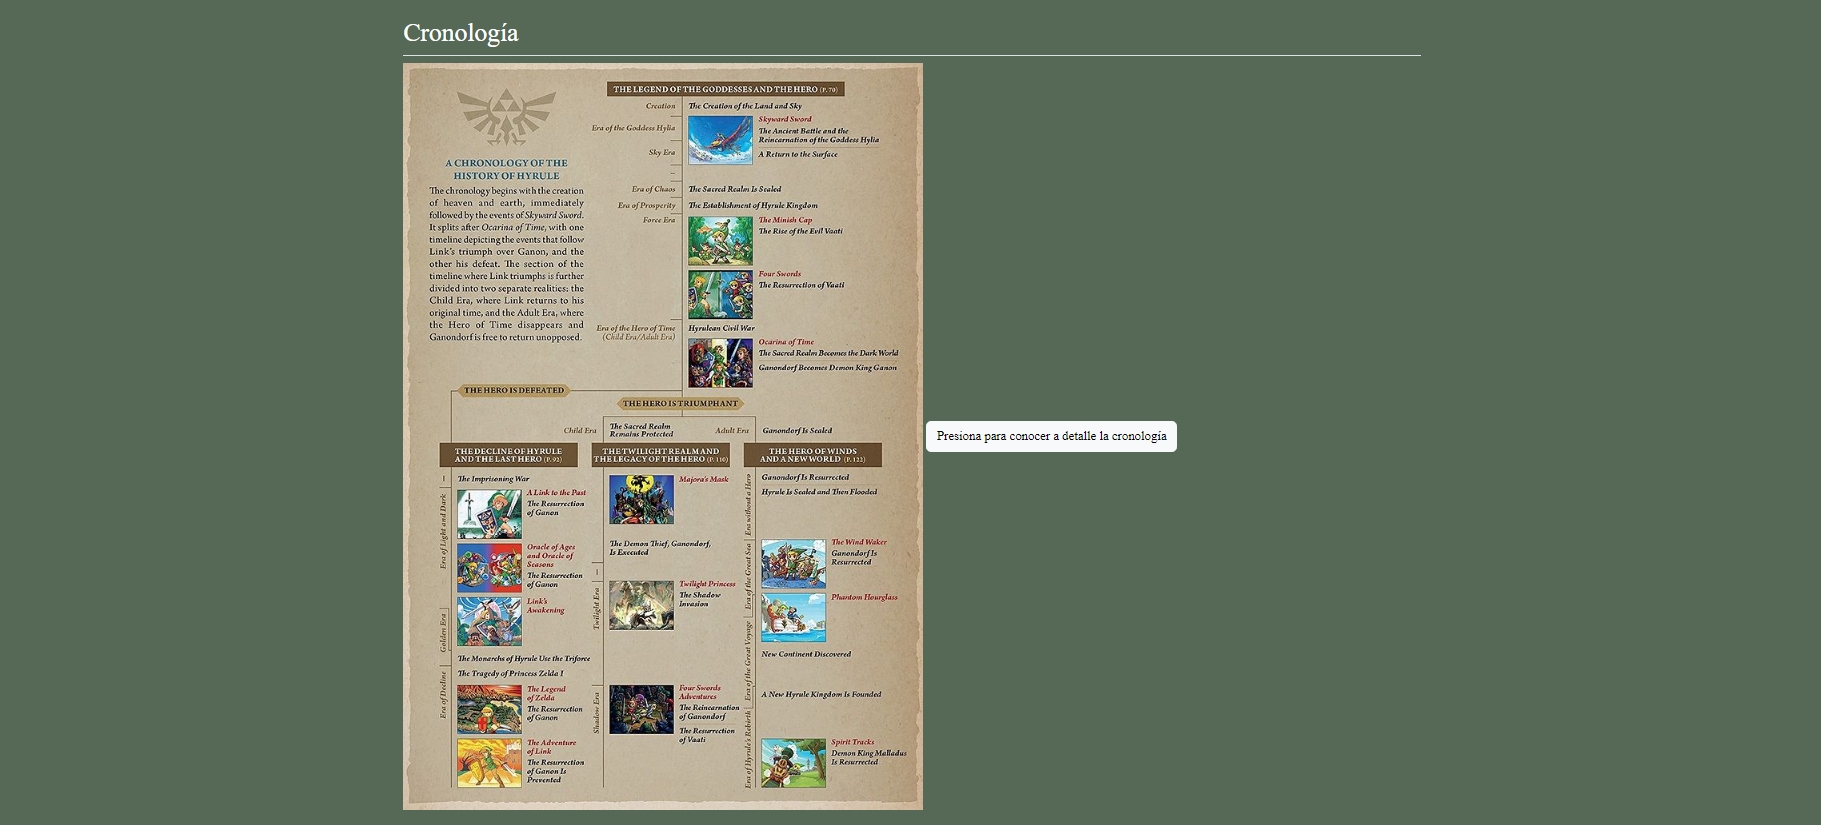 Cronología
THE LEGEND OF THE GODDESSES AND THE HERO (P. 70)
Creation
The Creation of the Land and Sky
Era of the Goddess Hylia
Skyward Sword
The Ancient Battle and the
Reincarnation of the Goddess Hylia
Sky Era
A Return to the Surface
A CHRONOLOGY OF THE
HISTORY OF HYRULE
The chronology begins with the creation
of heaven and earth, immediately
followed by the events of Skyward Sword.
It splits after Ocarina of Time, with one
timeline depicting the events that follow
Link's triumph over Ganon, and the
other his defeat. The section of the
timeline where Link triumphs is further
divided into two separate realities: the
Child Era, where Link returns to his
original time, and the Adult Era, where
the Hero of Time disappears and
Ganondorf is free to return unopposed.
Era of Chaos
The Sacred Realm Is Sealed
Era of Prosperity
The Establishment of Hyrule Kingdom
Force Era
The Minish Cap
The Rise of the Evil Vaati
Four Swords
The Resurrection of Vaati
Era of the Hero of Time
(Child Era/Adult Era)
Hyrulean Civil War
Ocarina of Time
The Sacred Realm Becomes the Dark World
Ganondorf Becomes Demon King Ganon
THE HERO IS DEFEATED
THE HERO IS TRIUMPHANT
Child Era
The Sacred Realm
Remains Protected
Adult Era
Ganondorf Is Sealed
Presiona para conocer a detalle la cronología
THE DECLINE OF HYRULE
AND THE LAST HERO (P. 92)
The Imprisoning War
Era of Light and Dark
A Link to the Past
The Resurrection
of Ganon
Oracle of Ages
and Oracle of
Seasons
The Resurrection
of Ganon
Link's
Awakening
Golden Era
The Monarchs of Hyrule Use the Triforce
The Tragedy of Princess Zelda I
Era of Decline
The Legend
of Zelda
The Resurrection
of Ganon
The Adventure
of Link
The Resurrection
of Ganon Is
Prevented
THE TWILIGHT REALM AND
THE LEGACY OF THE HERO (P. 110)
Majora's Mask
The Demon Thief, Ganondorf,
Is Executed
Twilight Era
Twilight Princess
The Shadow
Invasion
Shadow Era
Four Swords
Adventures
The Reincarnation
of Ganondorf
The Resurrection
of Vaati
THE HERO OF WINDS
AND A NEW WORLD (P. 122)
Era without a Hero
Ganondorf Is Resurrected
Hyrule Is Sealed and Then Flooded
Era of the Great Sea
The Wind Waker
Ganondorf Is
Resurrected
Phantom Hourglass
Era of the Great Voyage
New Continent Discovered
A New Hyrule Kingdom Is Founded
Era of Hyrule's Rebirth
Spirit Tracks
Demon King Malladus
Is Resurrected